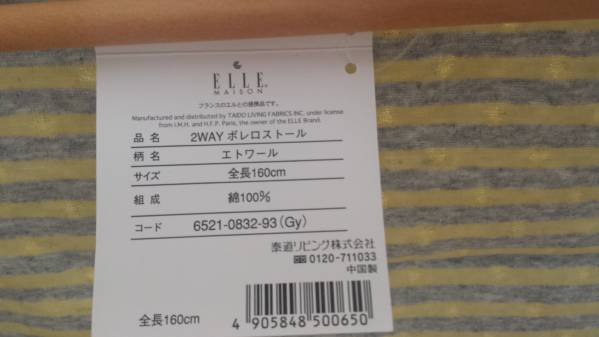 ELLE
MAISON
フランスのエルとの提携品です。
Manufactured and distributed by TAIDO LIVING FABRICS INC. under license
from I.M.H. and H.F.P. Paris, the owner of the ELLE Brand.
品 名 2WAY ボレロストール
柄 名 エトワール
サイズ 全長160cm
組 成 綿100%
コード 6521-0832-93(Gy)
泰道リビング株式会社
0120-711033
中国製
全長160cm
4 905848 500650